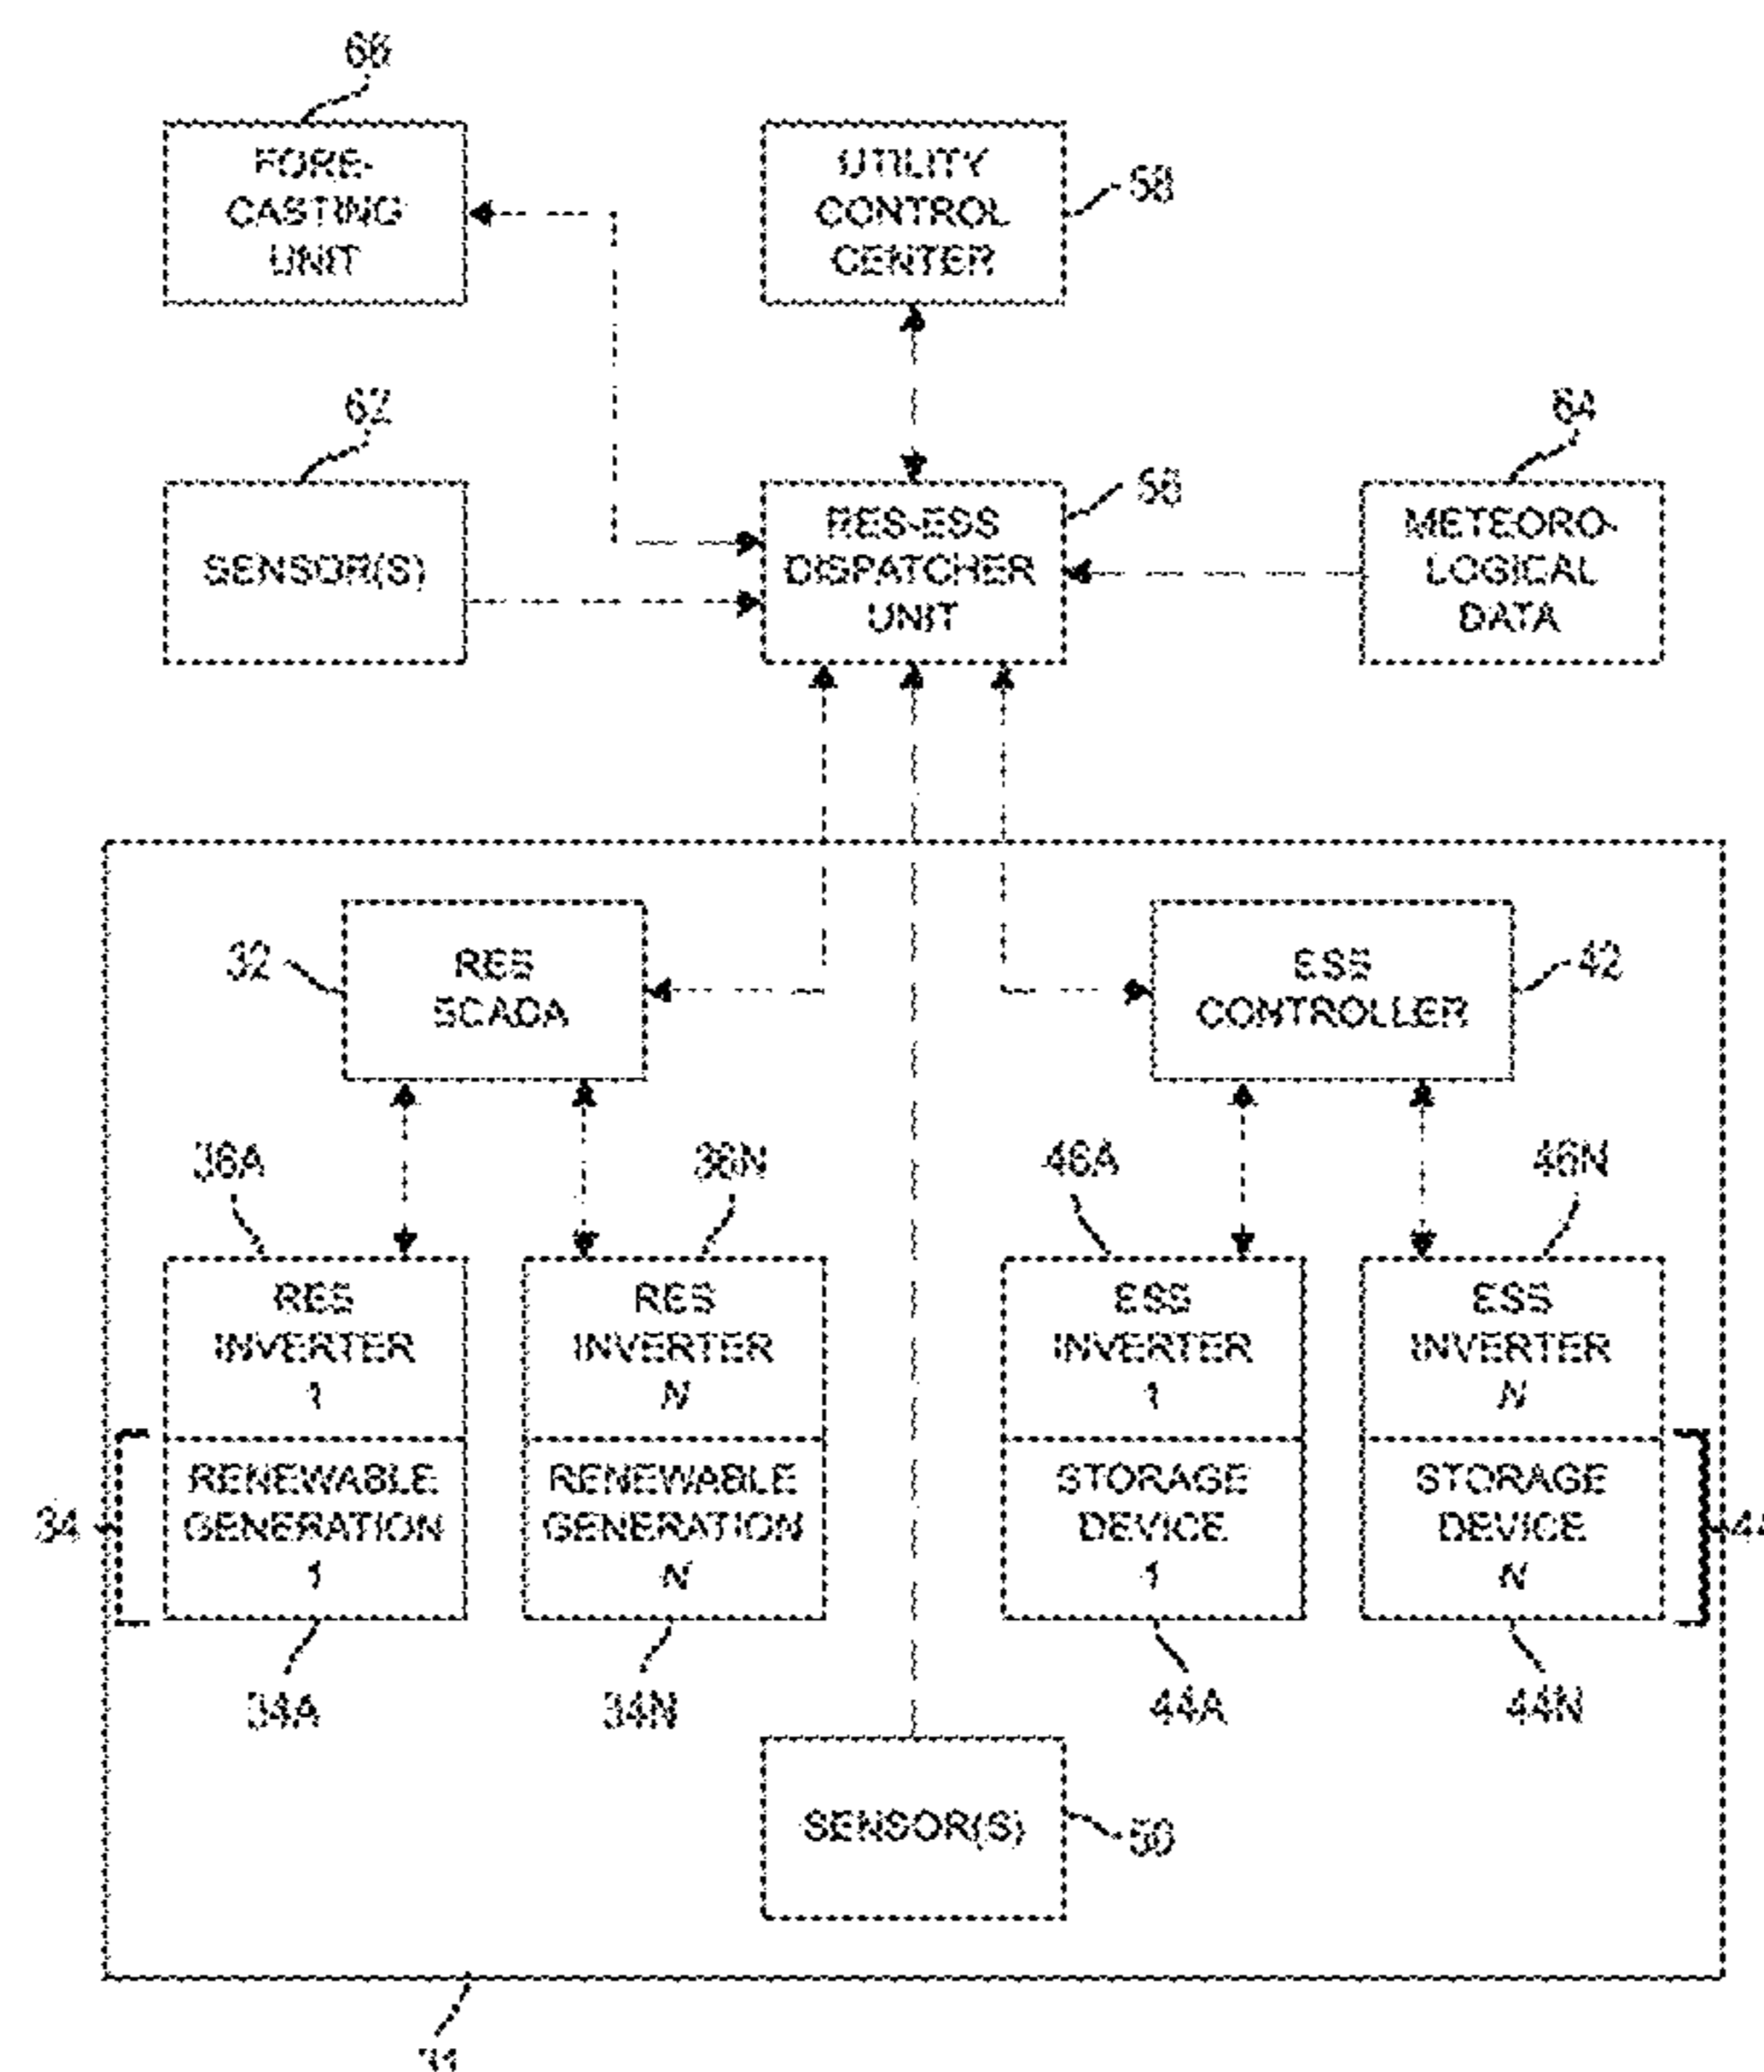 66
FORE-
CASTING
UNIT
UTILITY
CONTROL
CENTER
58
62
SENSOR(S)
RES-ESS
DISPATCHER
UNIT
64
METEORO-
LOGICAL
DATA
32
RES
SCADA
ESS
CONTROLLER
42
36A
36N
46A
46N
RES
INVERTER
1
RES
INVERTER
N
ESS
INVERTER
1
ESS
INVERTER
N
34
RENEWABLE
GENERATION
1
RENEWABLE
GENERATION
N
STORAGE
DEVICE
1
STORAGE
DEVICE
N
44
34A
34N
44A
44N
SENSOR(S)
50